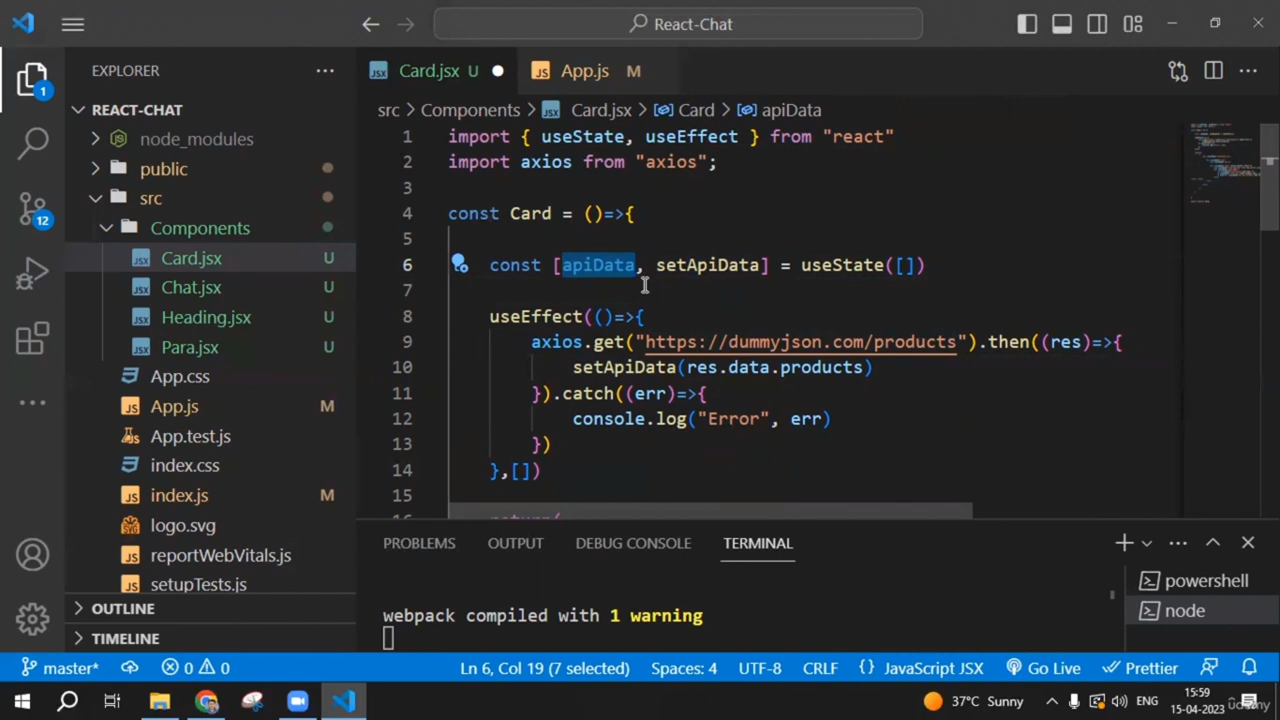 React-Chat
EXPLORER
Card.jsx U
App.js M
REACT-CHAT
src Components Card.jsx Card apiData
node_modules
public
src
Components
Card.jsx U
Chat.jsx U
Heading.jsx U
Para.jsx U
App.css
App.js M
App.test.js
index.css
index.js M
logo.svg
reportWebVitals.js
setupTests.js
OUTLINE
TIMELINE
1
12
1 import { useState, useEffect } from "react"
2 import axios from "axios";
3
4 const Card = ()=>{
5
6 const [apiData, setApiData] = useState([])
7
8 useEffect(()=>{
9 axios.get("https://dummyjson.com/products").then((res)=>{
10 setApiData(res.data.products)
11 }).catch((err)=>{
12 console.log("Error", err)
13 })
14 },[])
15
16 return(
PROBLEMS OUTPUT DEBUG CONSOLE TERMINAL
webpack compiled with 1 warning
powershell
node
master* 0 0 Ln 6, Col 19 (7 selected) Spaces: 4 UTF-8 CRLF {} JavaScript JSX Go Live Prettier
37°C Sunny ENG 15:59
15-04-2023
udemy